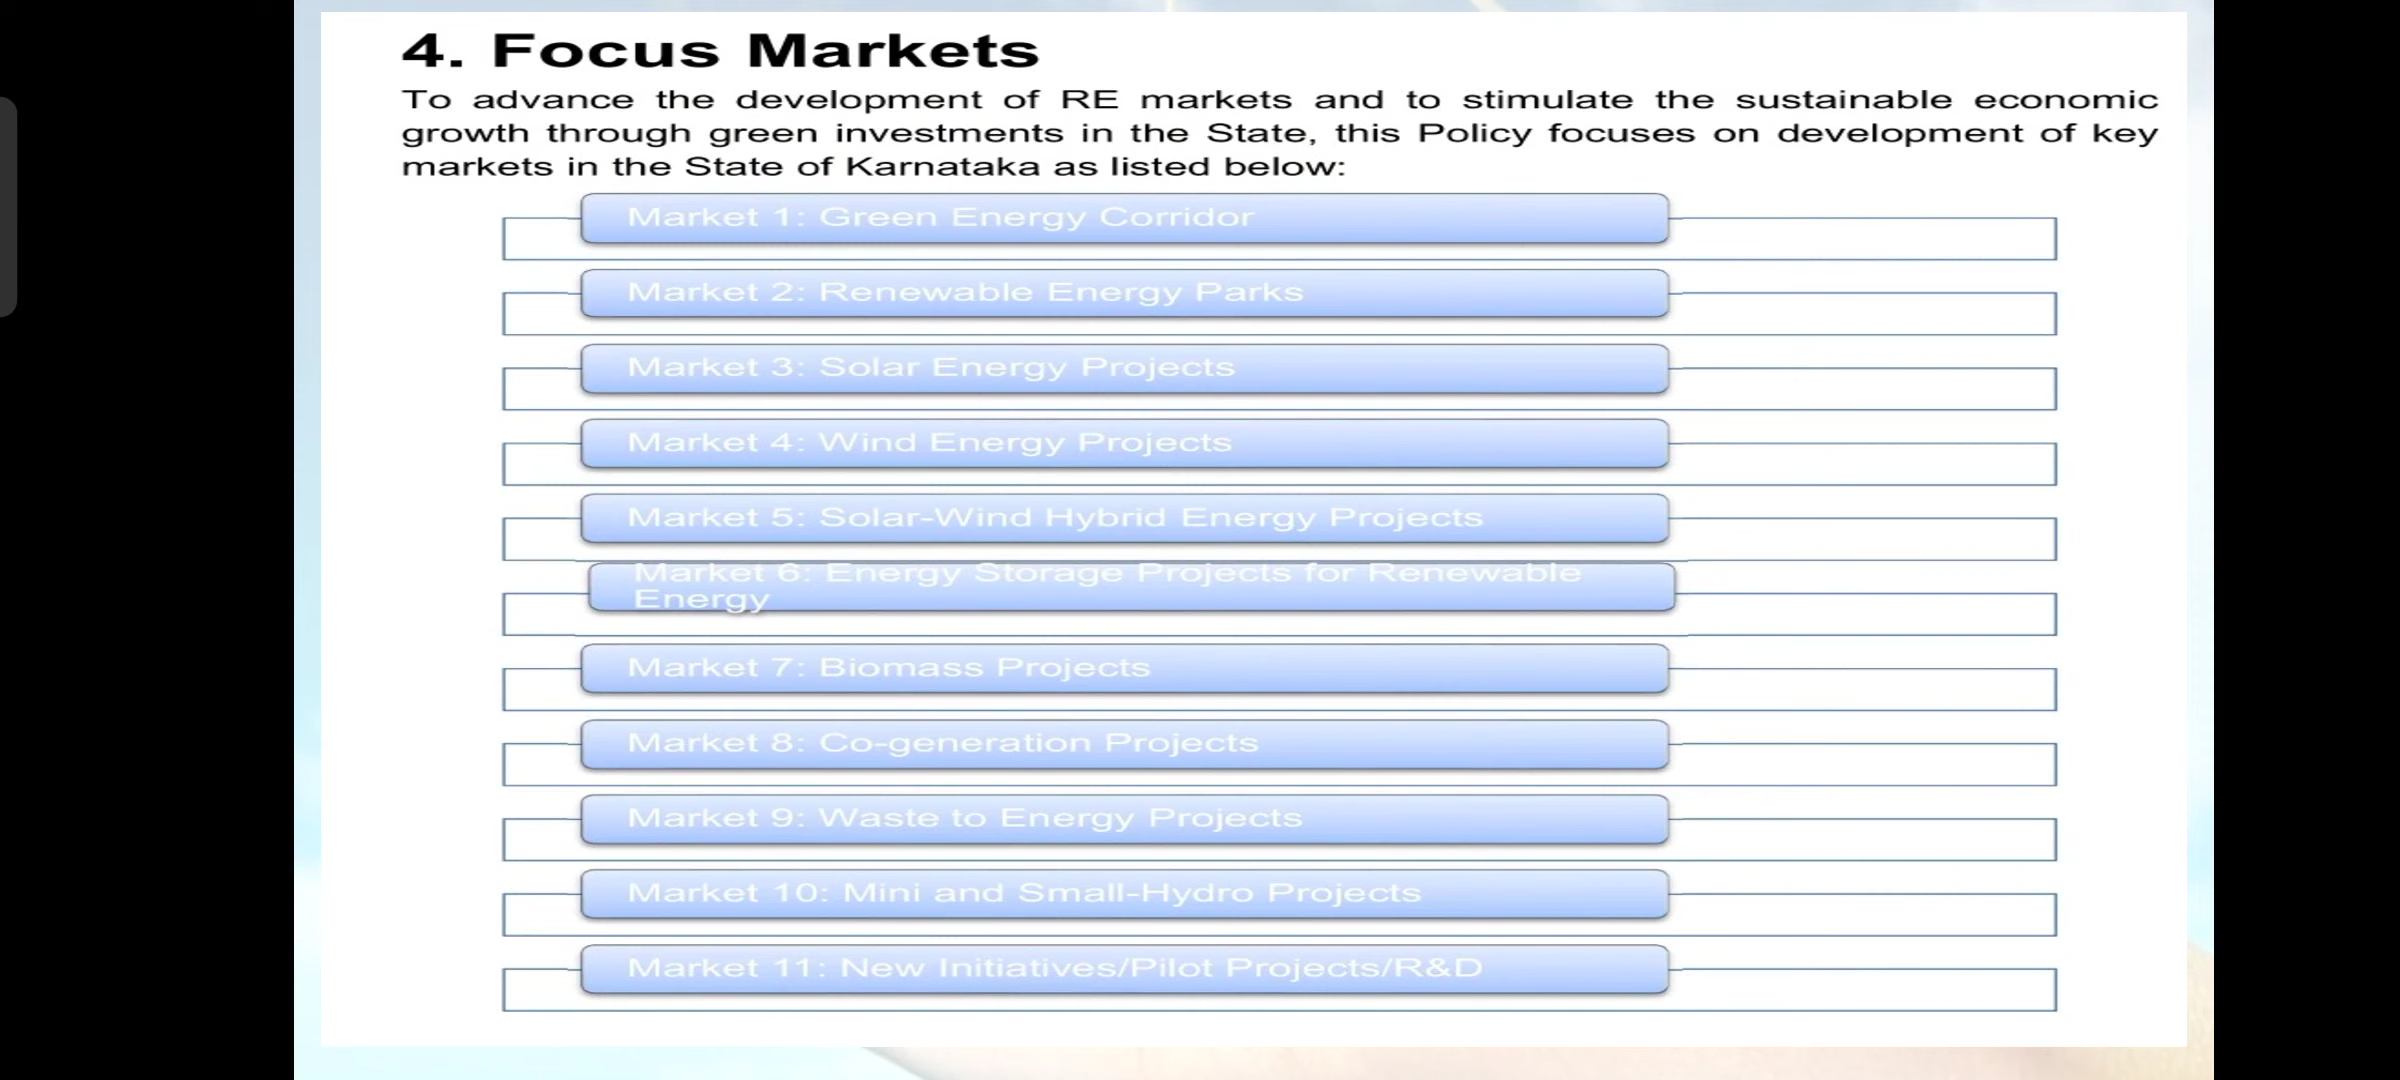 4. Focus Markets
To advance the development of RE markets and to stimulate the sustainable economic
growth through green investments in the State, this Policy focuses on development of key
markets in the State of Karnataka as listed below:
Market 1: Green Energy Corridor
Market 2: Renewable Energy Parks
Market 3: Solar Energy Projects
Market 4: Wind Energy Projects
Market 5: Solar-Wind Hybrid Energy Projects
Market 6: Energy Storage Projects for Renewable
Energy
Market 7: Biomass Projects
Market 8: Co-generation Projects
Market 9: Waste to Energy Projects
Market 10: Mini and Small-Hydro Projects
Market 11: New Initiatives/Pilot Projects/R&D